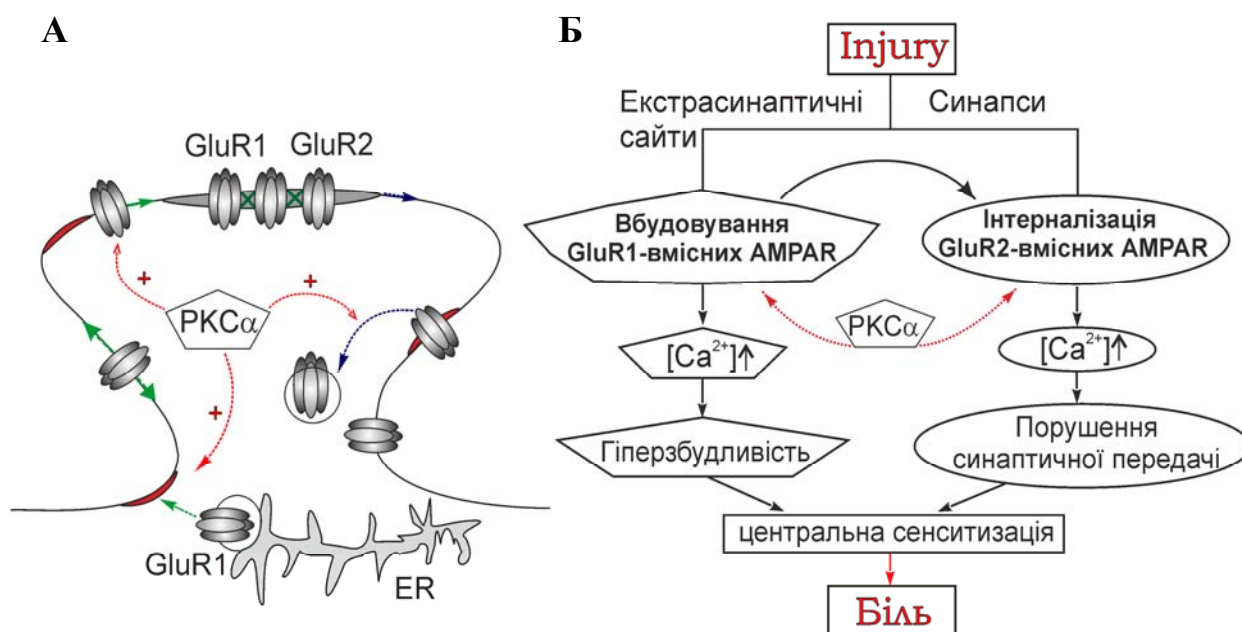 А
Б
GluR1 GluR2
PKCα
+
+
+
GluR1
ER
Injury
Екстрасинаптичні
сайти
Синапси
Вбудовування
GluR1-вмісних AMPAR
Інтерналізація
GluR2-вмісних AMPAR
PKCα
[Ca²⁺]↑
[Ca²⁺]↑
Гіперзбудливість
Порушення
синаптичної передачі
центральна сенситизація
Біль